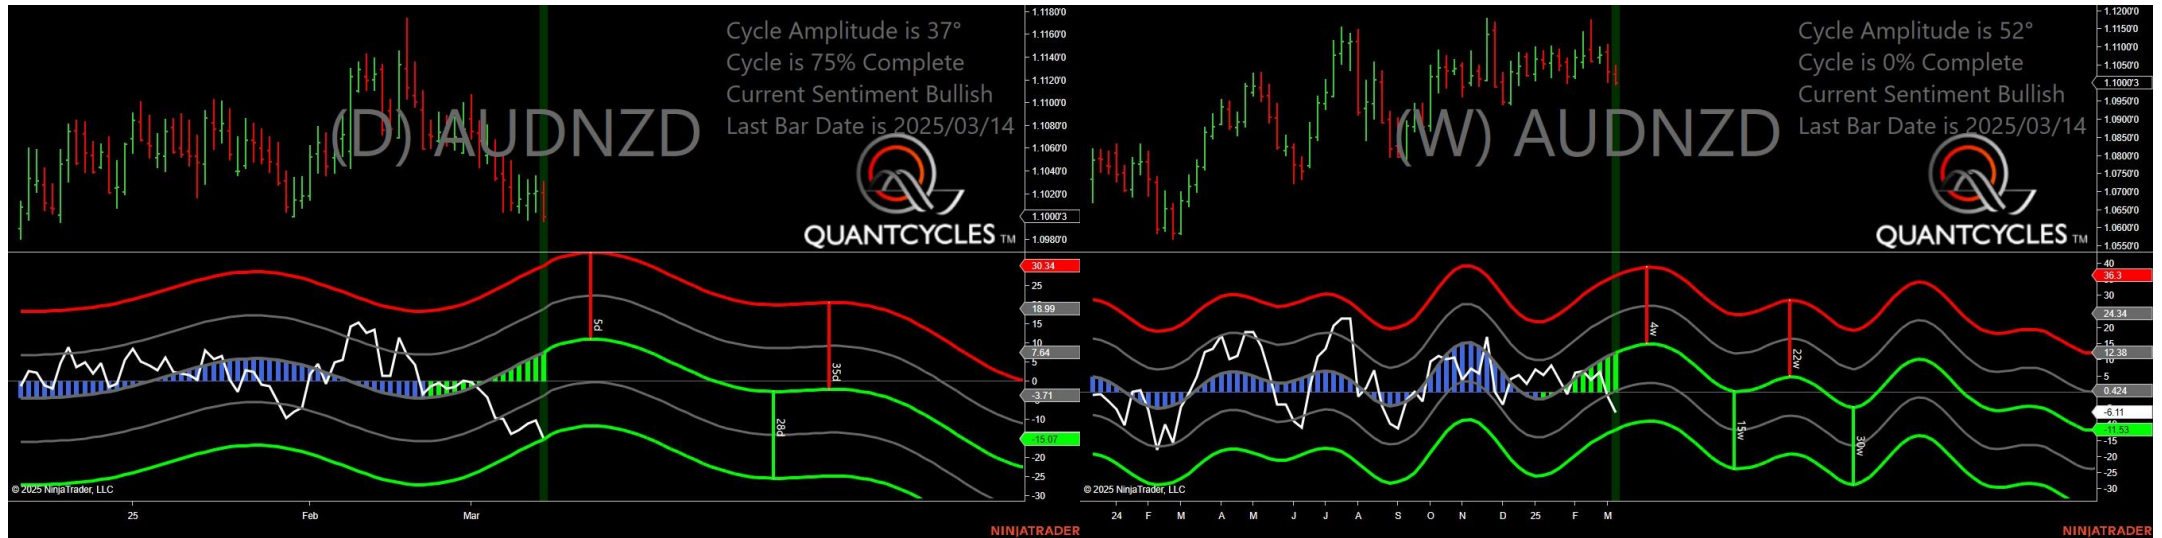 Cycle Amplitude is 37°
Cycle is 75% Complete
Current Sentiment Bullish
Last Bar Date is 2025/03/14
(D) AUDNZD
QUANTCYCLES TM
1.1180'0
1.1160'0
1.1140'0
1.1120'0
1.1100'0
1.1080'0
1.1060'0
1.1040'0
1.1020'0
1.1000'3
1.0980'0
30.34
25
18.99
15
10
7.64
5
0
-3.71
-10
-15.07
-20
-25
-30
5d
28d
35d
© 2025 NinjaTrader, LLC
25
Feb
Mar
NINJATRADER
Cycle Amplitude is 52°
Cycle is 0% Complete
Current Sentiment Bullish
Last Bar Date is 2025/03/14
(W) AUDNZD
QUANTCYCLES TM
1.1200'0
1.1150'0
1.1100'0
1.1050'0
1.1000'3
1.0950'0
1.0900'0
1.0850'0
1.0800'0
1.0750'0
1.0700'0
1.0650'0
1.0600'0
1.0550'0
40
36.3
30
24.34
20
15
12.38
5
0.424
-6.11
-11.53
-15
-20
-25
-30
4w
15w
22w
30w
© 2025 NinjaTrader, LLC
24
F
M
A
M
J
J
A
S
O
N
D
25
F
M
NINJATRADER